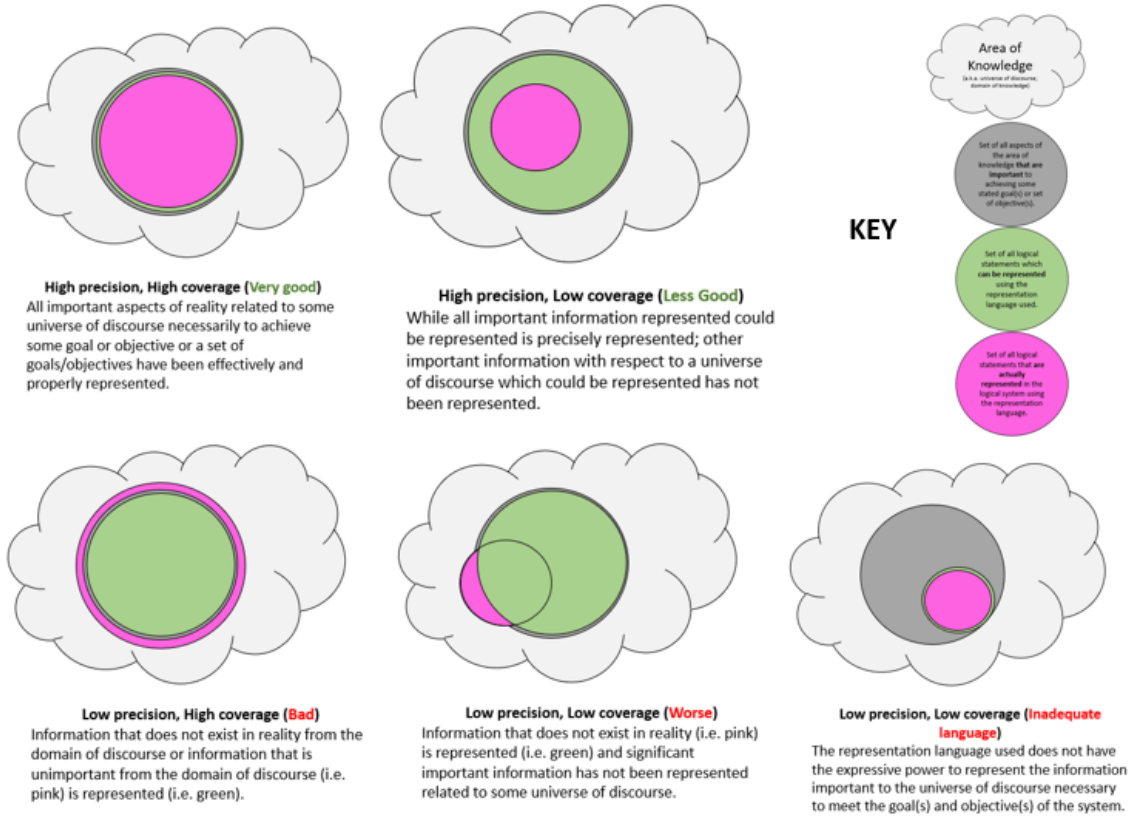 Area of
Knowledge
(a.k.a. universe of discourse;
domain of knowledge)
Set of all aspects of
the area of
knowledge that are
important to
achieving some
stated goal(s) or set
of objective(s).
KEY
Set of all logical
statements which
can be represented
using the
representation
language used.
Set of all logical
statements that are
actually
represented in the
logical system using
the representation
language.
High precision, High coverage (Very good)
All important aspects of reality related to some
universe of discourse necessarily to achieve
some goal or objective or a set of
goals/objectives have been effectively and
properly represented.
High precision, Low coverage (Less Good)
While all important information represented could
be represented is precisely represented; other
important information with respect to a universe
of discourse which could be represented has not
been represented.
Low precision, High coverage (Bad)
Information that does not exist in reality from the
domain of discourse or information that is
unimportant from the domain of discourse (i.e.
pink) is represented (i.e. green).
Low precision, Low coverage (Worse)
Information that does not exist in reality (i.e. pink)
is represented (i.e. green) and significant
important information has not been represented
related to some universe of discourse.
Low precision, Low coverage (Inadequate
language)
The representation language used does not have
the expressive power to represent the information
important to the universe of discourse necessary
to meet the goal(s) and objective(s) of the system.